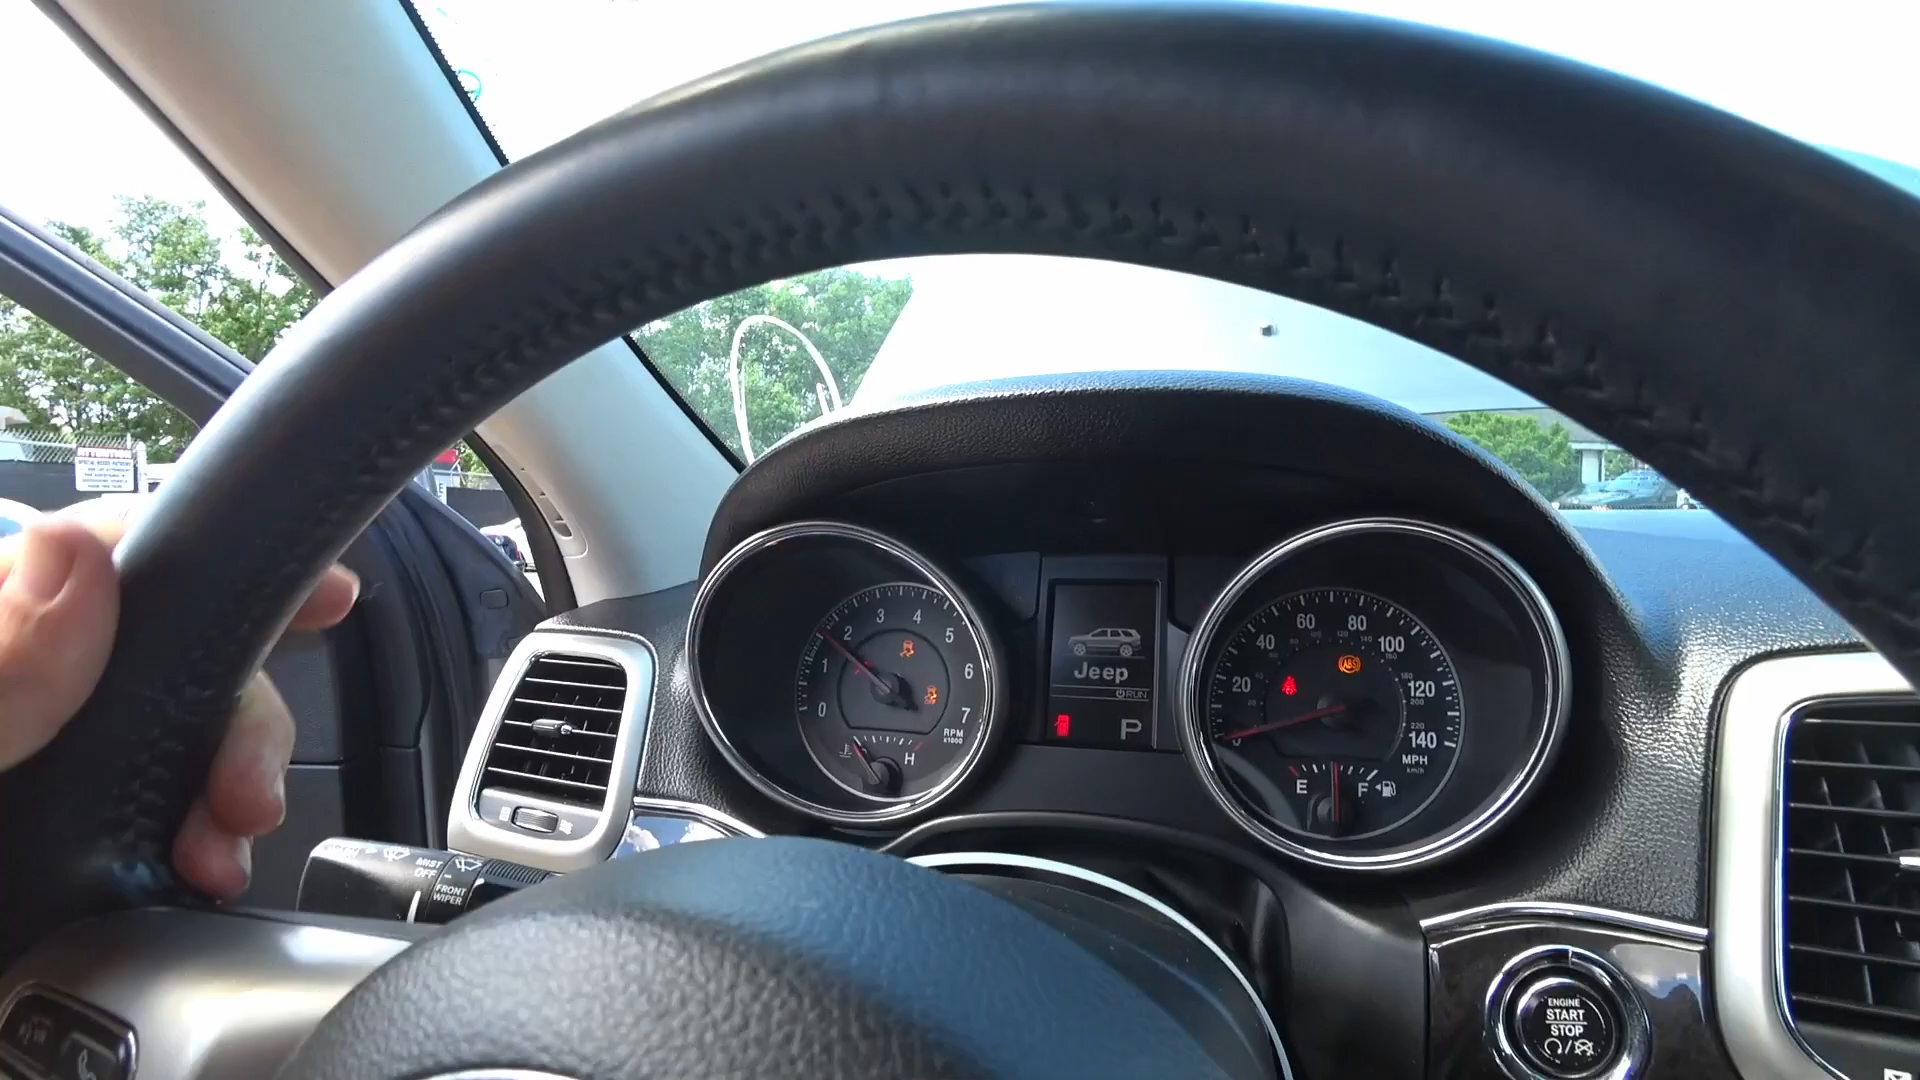 0
1
2
3
4
5
6
7
RPM
x1000
H
Jeep
RUN
P
20
40
60
80
100
120
140
MPH
km/h
ABS
E
F
MIST
OFF
FRONT
WIPER
ENGINE
START
STOP